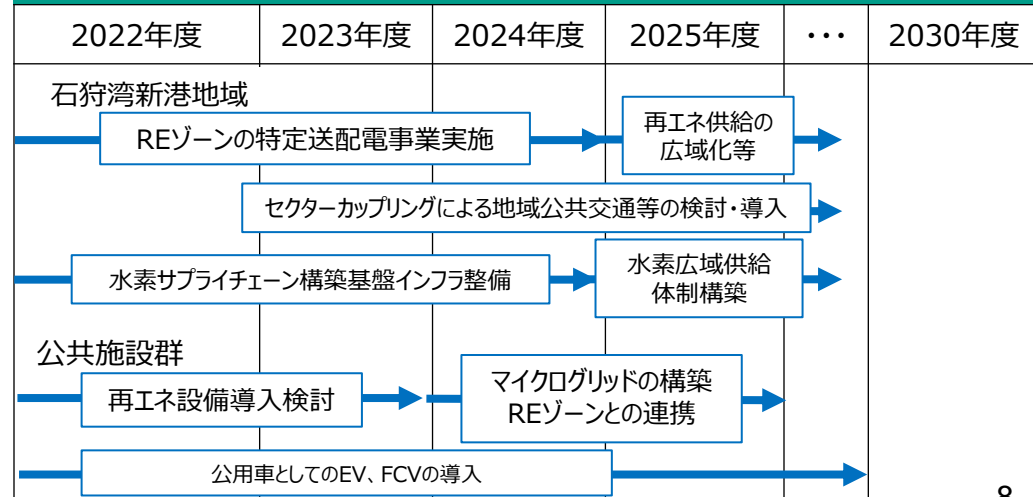 2022年度 2023年度 2024年度 2025年度 ・・・ 2030年度
石狩湾新港地域
REゾーンの特定送配電事業実施
再エネ供給の
広域化等
セクターカップリングによる地域公共交通等の検討・導入
水素サプライチェーン構築基盤インフラ整備
水素広域供給
体制構築
公共施設群
再エネ設備導入検討
マイクログリッドの構築
REゾーンとの連携
公用車としてのEV、FCVの導入
8